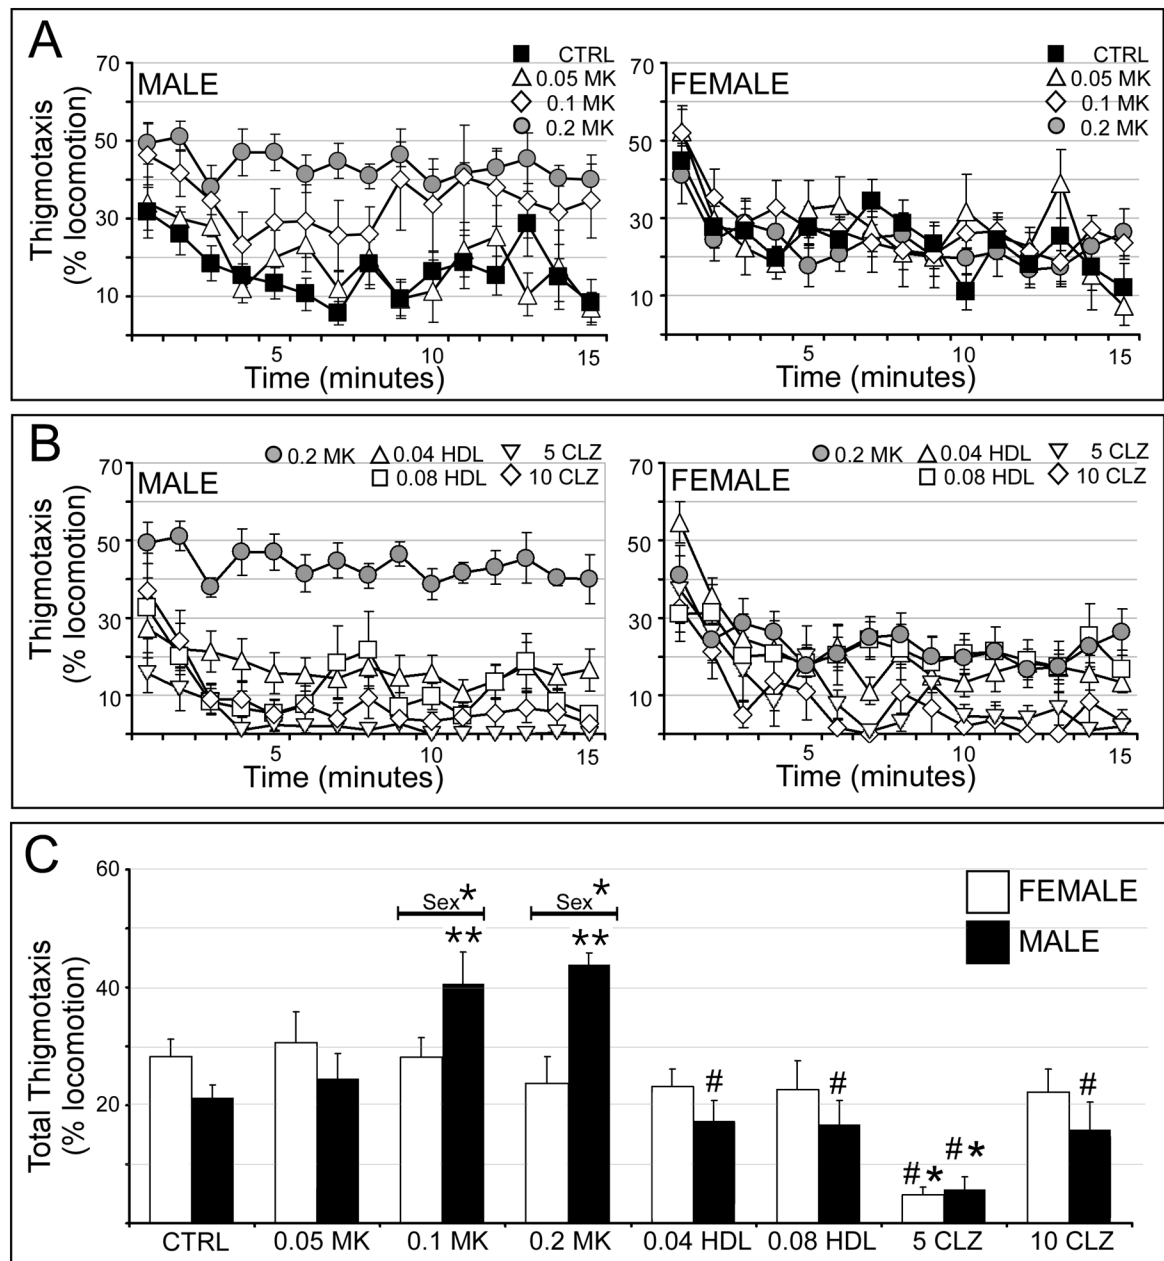 A
MALE
CTRL
0.05 MK
0.1 MK
0.2 MK
70
50
30
10
Thigmotaxis
(% locomotion)
5
10
15
Time (minutes)
FEMALE
CTRL
0.05 MK
0.1 MK
0.2 MK
70
50
30
10
5
10
15
Time (minutes)
B
0.2 MK 0.04 HDL 5 CLZ
0.08 HDL 10 CLZ
MALE
70
50
30
10
Thigmotaxis
(% locomotion)
5
10
15
Time (minutes)
0.2 MK 0.04 HDL 5 CLZ
0.08 HDL 10 CLZ
FEMALE
70
50
30
10
5
10
15
Time (minutes)
C
60
40
20
Total Thigmotaxis
(% locomotion)
Sex*
**
Sex*
**
#
#
#*
#*
#
FEMALE
MALE
CTRL 0.05 MK 0.1 MK 0.2 MK 0.04 HDL 0.08 HDL 5 CLZ 10 CLZ